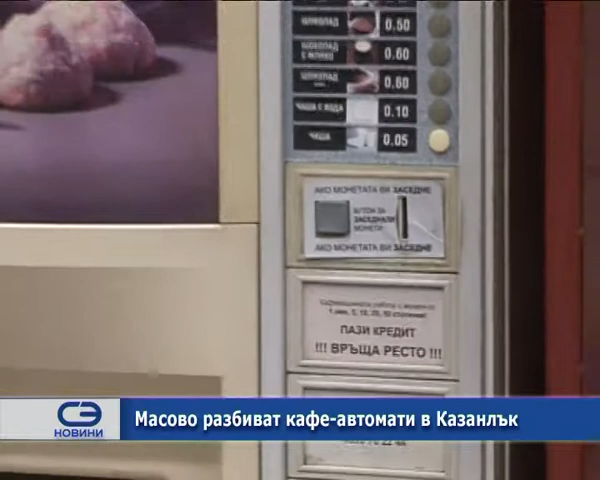 ШОКОЛАД 0.50
ШОКОЛАД С МЛЯКО 0.60
ШОКОЛАД 0.60
ЧАША С ВОДА 0.10
ЧАША 0.05
АКО МОНЕТАТА ВИ ЗАСЕДНЕ
БУТОН ЗА
ЗАСЕДНАЛИ
МОНЕТИ
АКО МОНЕТАТА ВИ ЗАСЕДНЕ
ПАЗИ КРЕДИТ
!!! ВРЪЩА РЕСТО !!!
СЭ
НОВИНИ
Масово разбиват кафе-автомати в Казанлък